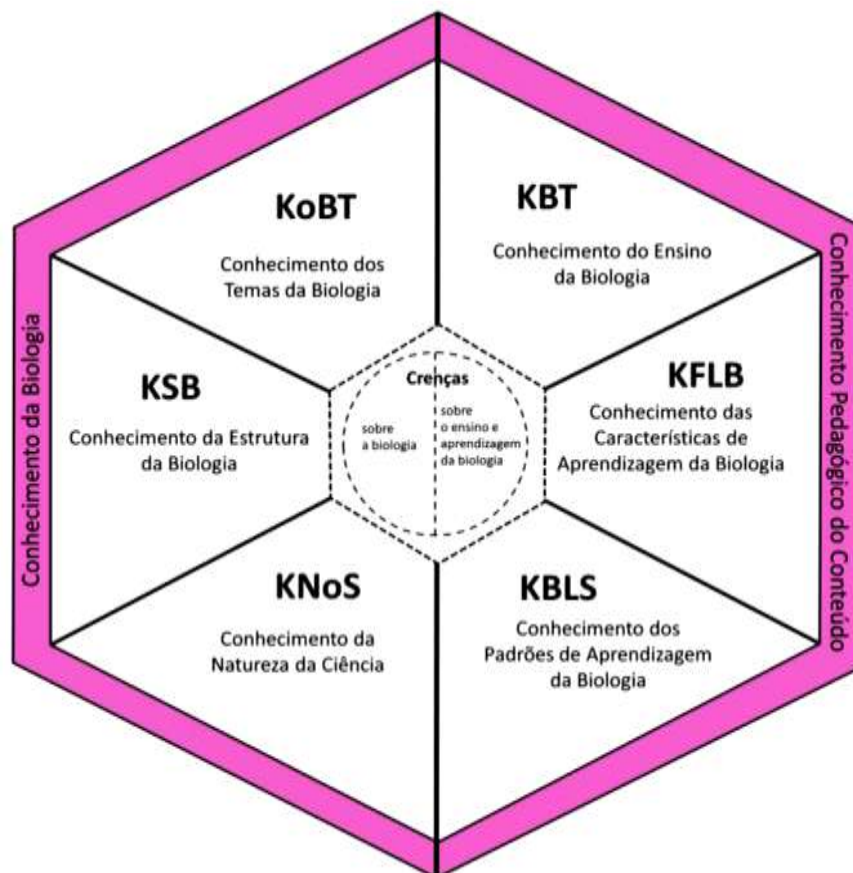 KoBT
Conhecimento dos
Temas da Biologia
KBT
Conhecimento do Ensino
da Biologia
KSB
Conhecimento da Estrutura
da Biologia
Crenças
sobre
a biologia
sobre
o ensino e
aprendizagem
da biologia
KFLB
Conhecimento das
Características de
Aprendizagem da Biologia
KNoS
Conhecimento da
Natureza da Ciência
KBLS
Conhecimento dos
Padrões de Aprendizagem
da Biologia
Conhecimento da Biologia
Conhecimento Pedagógico do Conteúdo